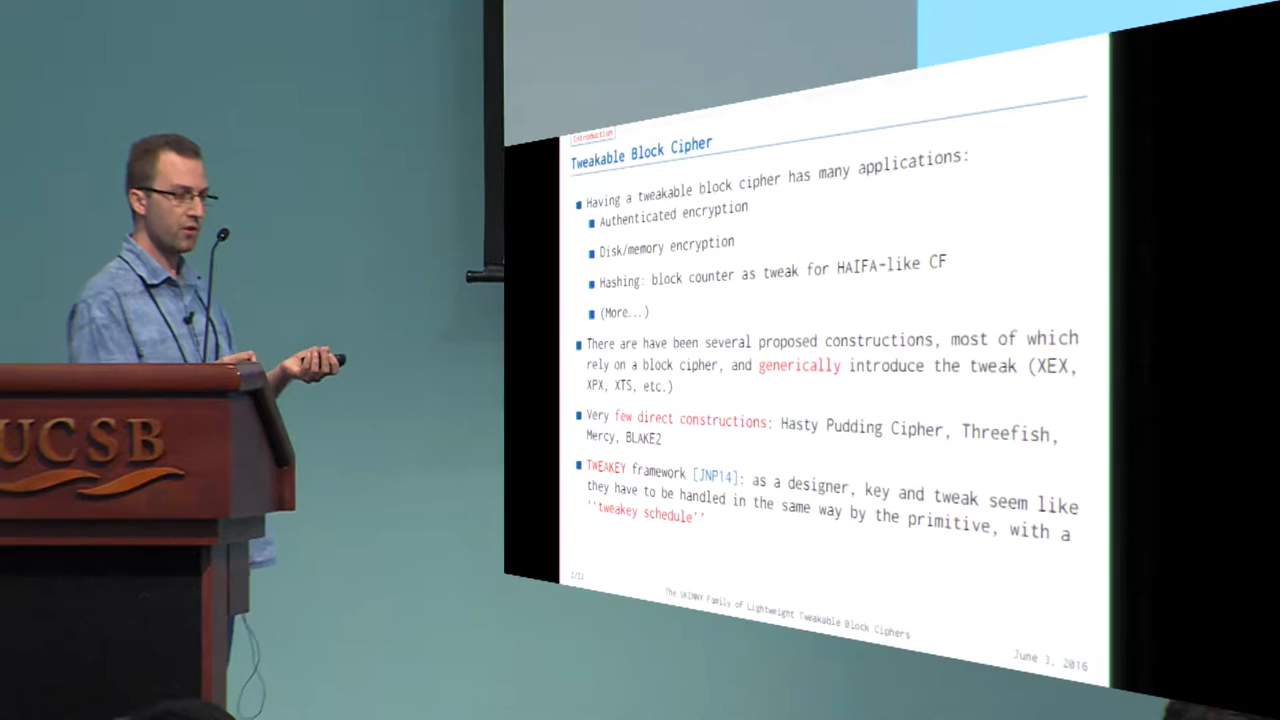 Introduction
Tweakable Block Cipher
Having a tweakable block cipher has many applications:
Authenticated encryption
Disk/memory encryption
Hashing: block counter as tweak for HAIFA-like CF
(More...)
There are have been several proposed constructions, most of which
rely on a block cipher, and generically introduce the tweak (XEX,
XPX, XTS, etc.)
Very few direct constructions: Hasty Pudding Cipher, Threefish,
Mercy, BLAKE2
TWEAKEY framework [JNP14]: as a designer, key and tweak seem like
they have to be handled in the same way by the primitive, with a
''tweakey schedule''
The SKINNY Family of Lightweight Tweakable Block Ciphers
June 3, 2016
UCSB